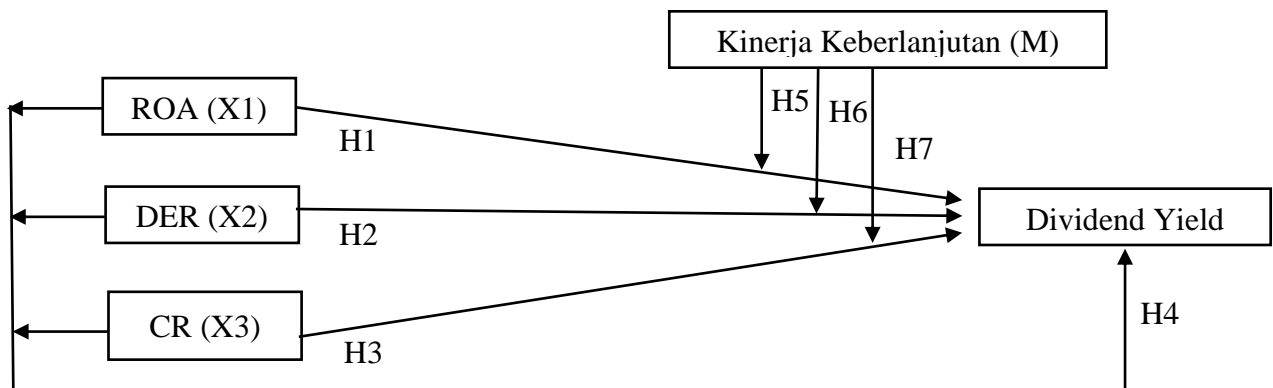 Kinerja Keberlanjutan (M)
ROA (X1)
H5
H6
H1
H7
DER (X2)
H2
Dividend Yield
CR (X3)
H3
H4